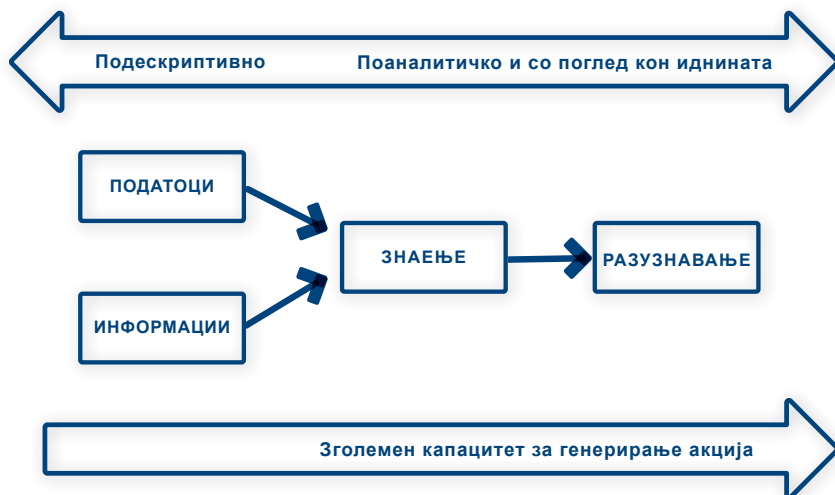 Подескриптивно
Поаналитичко и со поглед кон иднината
ПОДАТОЦИ
ИНФОРМАЦИИ
ЗНАЕЊЕ
РАЗУЗНАВАЊЕ
Зголемен капацитет за генерирање акција